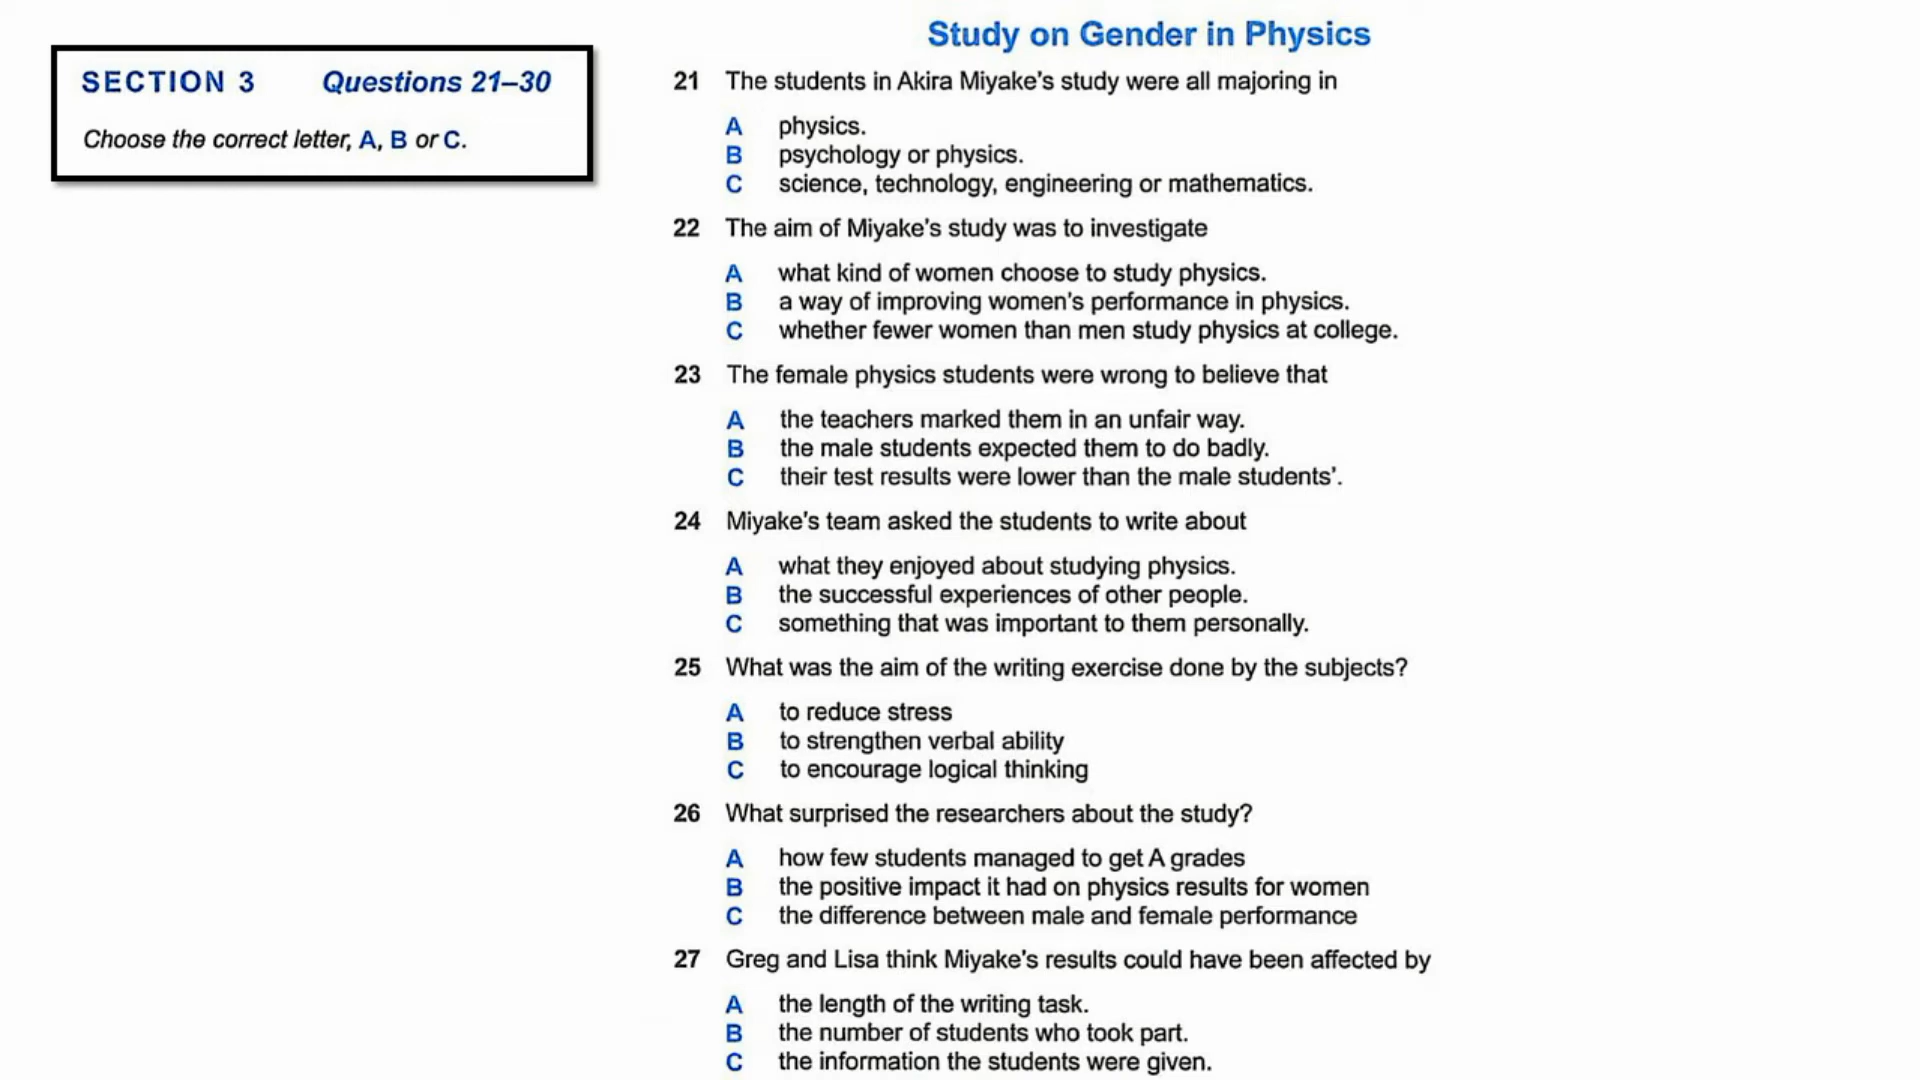 SECTION 3 Questions 21–30
Choose the correct letter, A, B or C.
Study on Gender in Physics
21 The students in Akira Miyake's study were all majoring in
A physics.
B psychology or physics.
C science, technology, engineering or mathematics.
22 The aim of Miyake's study was to investigate
A what kind of women choose to study physics.
B a way of improving women's performance in physics.
C whether fewer women than men study physics at college.
23 The female physics students were wrong to believe that
A the teachers marked them in an unfair way.
B the male students expected them to do badly.
C their test results were lower than the male students'.
24 Miyake's team asked the students to write about
A what they enjoyed about studying physics.
B the successful experiences of other people.
C something that was important to them personally.
25 What was the aim of the writing exercise done by the subjects?
A to reduce stress
B to strengthen verbal ability
C to encourage logical thinking
26 What surprised the researchers about the study?
A how few students managed to get A grades
B the positive impact it had on physics results for women
C the difference between male and female performance
27 Greg and Lisa think Miyake's results could have been affected by
A the length of the writing task.
B the number of students who took part.
C the information the students were given.